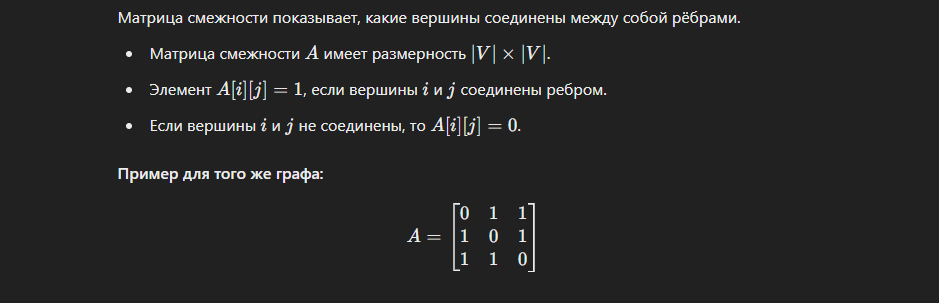 Матрица смежности показывает, какие вершины соединены между собой рёбрами.
• Матрица смежности A имеет размерность |V| × |V|.
• Элемент A[i][j] = 1, если вершины i и j соединены ребром.
• Если вершины i и j не соединены, то A[i][j] = 0.
Пример для того же графа:
A = [0 1 1
1 0 1
1 1 0]